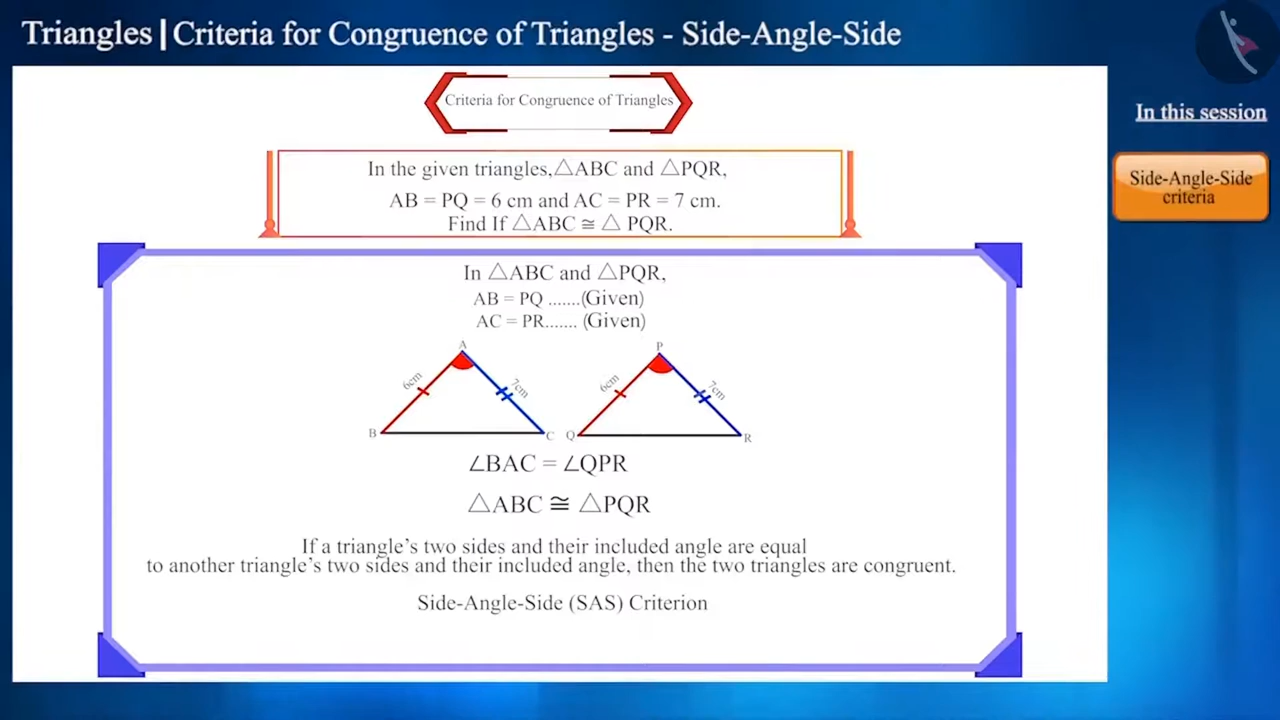 Triangles | Criteria for Congruence of Triangles - Side-Angle-Side
In this session
Side-Angle-Side
criteria
Criteria for Congruence of Triangles
In the given triangles,△ABC and △PQR,
AB = PQ = 6 cm and AC = PR = 7 cm.
Find If △ABC ≅ △ PQR.
In △ABC and △PQR,
AB = PQ .......(Given)
AC = PR....... (Given)
A
P
6cm
7cm
6cm
7cm
B
C
Q
R
∠BAC = ∠QPR
△ABC ≅ △PQR
If a triangle's two sides and their included angle are equal
to another triangle's two sides and their included angle, then the two triangles are congruent.
Side-Angle-Side (SAS) Criterion